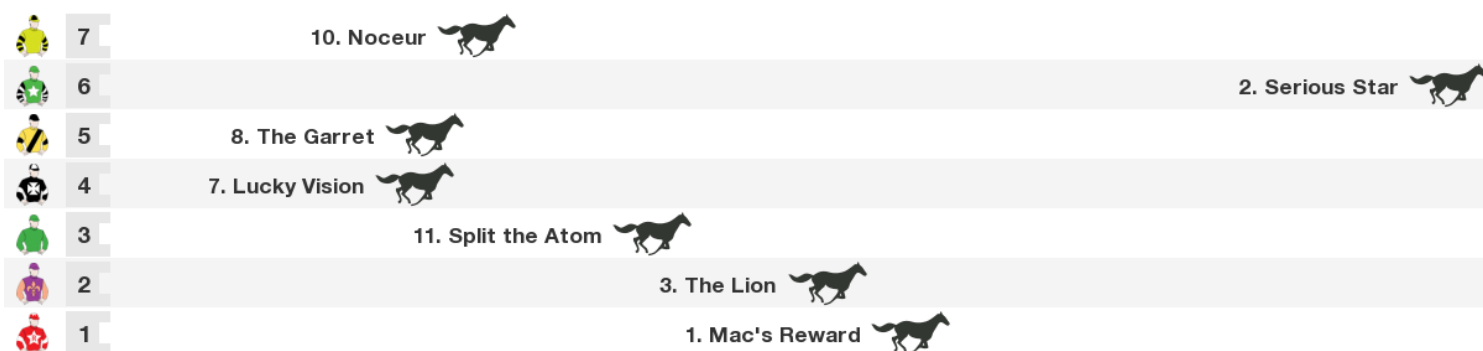 7 10. Noceur
6 2. Serious Star
5 8. The Garret
4 7. Lucky Vision
3 11. Split the Atom
2 3. The Lion
1 1. Mac's Reward